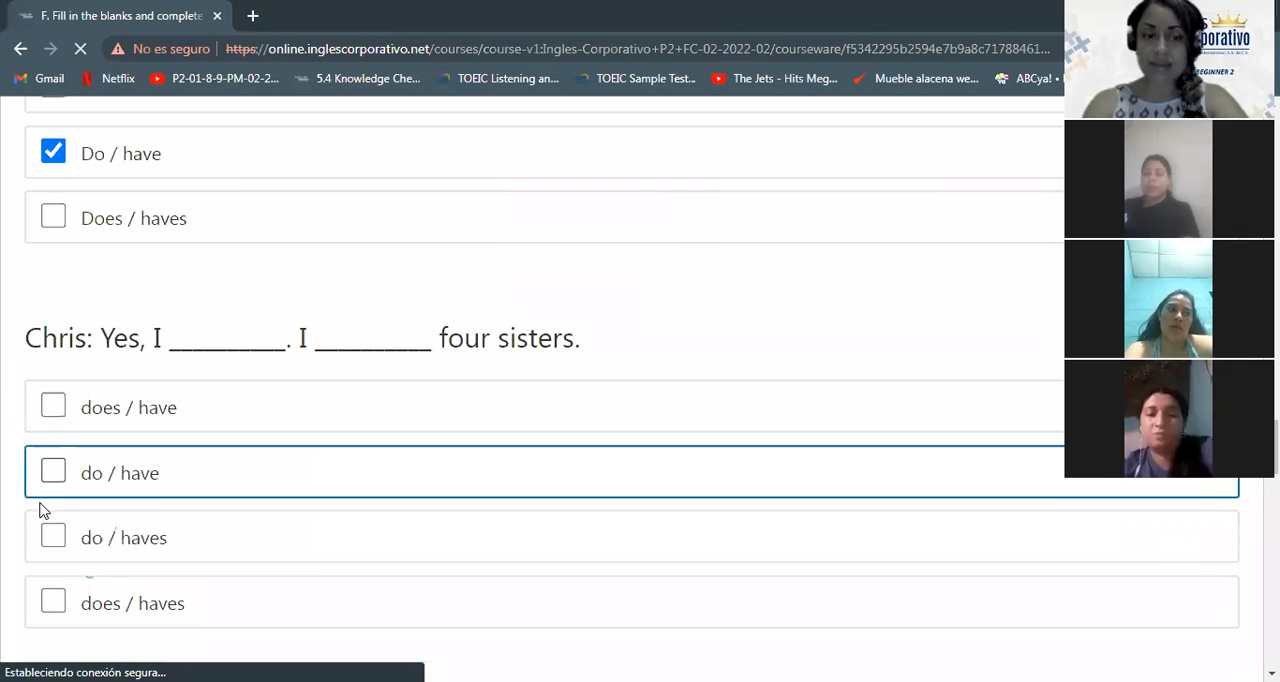 F. Fill in the blanks and complete
No es seguro
https://online.inglescorporativo.net/courses/course-v1:Ingles-Corporativo+P2+FC-02-2022-02/courseware/f5342295b2594e7b9a8c71788461...
Gmail
Netflix
P2-01-8-9-PM-02-2...
5.4 Knowledge Che...
TOEIC Listening an...
TOEIC Sample Test...
The Jets - Hits Meg...
Mueble alacena we...
ABCya! •
porativo
BEGINNER 2
Do / have
Does / haves
Chris: Yes, I __________. I __________ four sisters.
does / have
do / have
do / haves
does / haves
Estableciendo conexión segura...